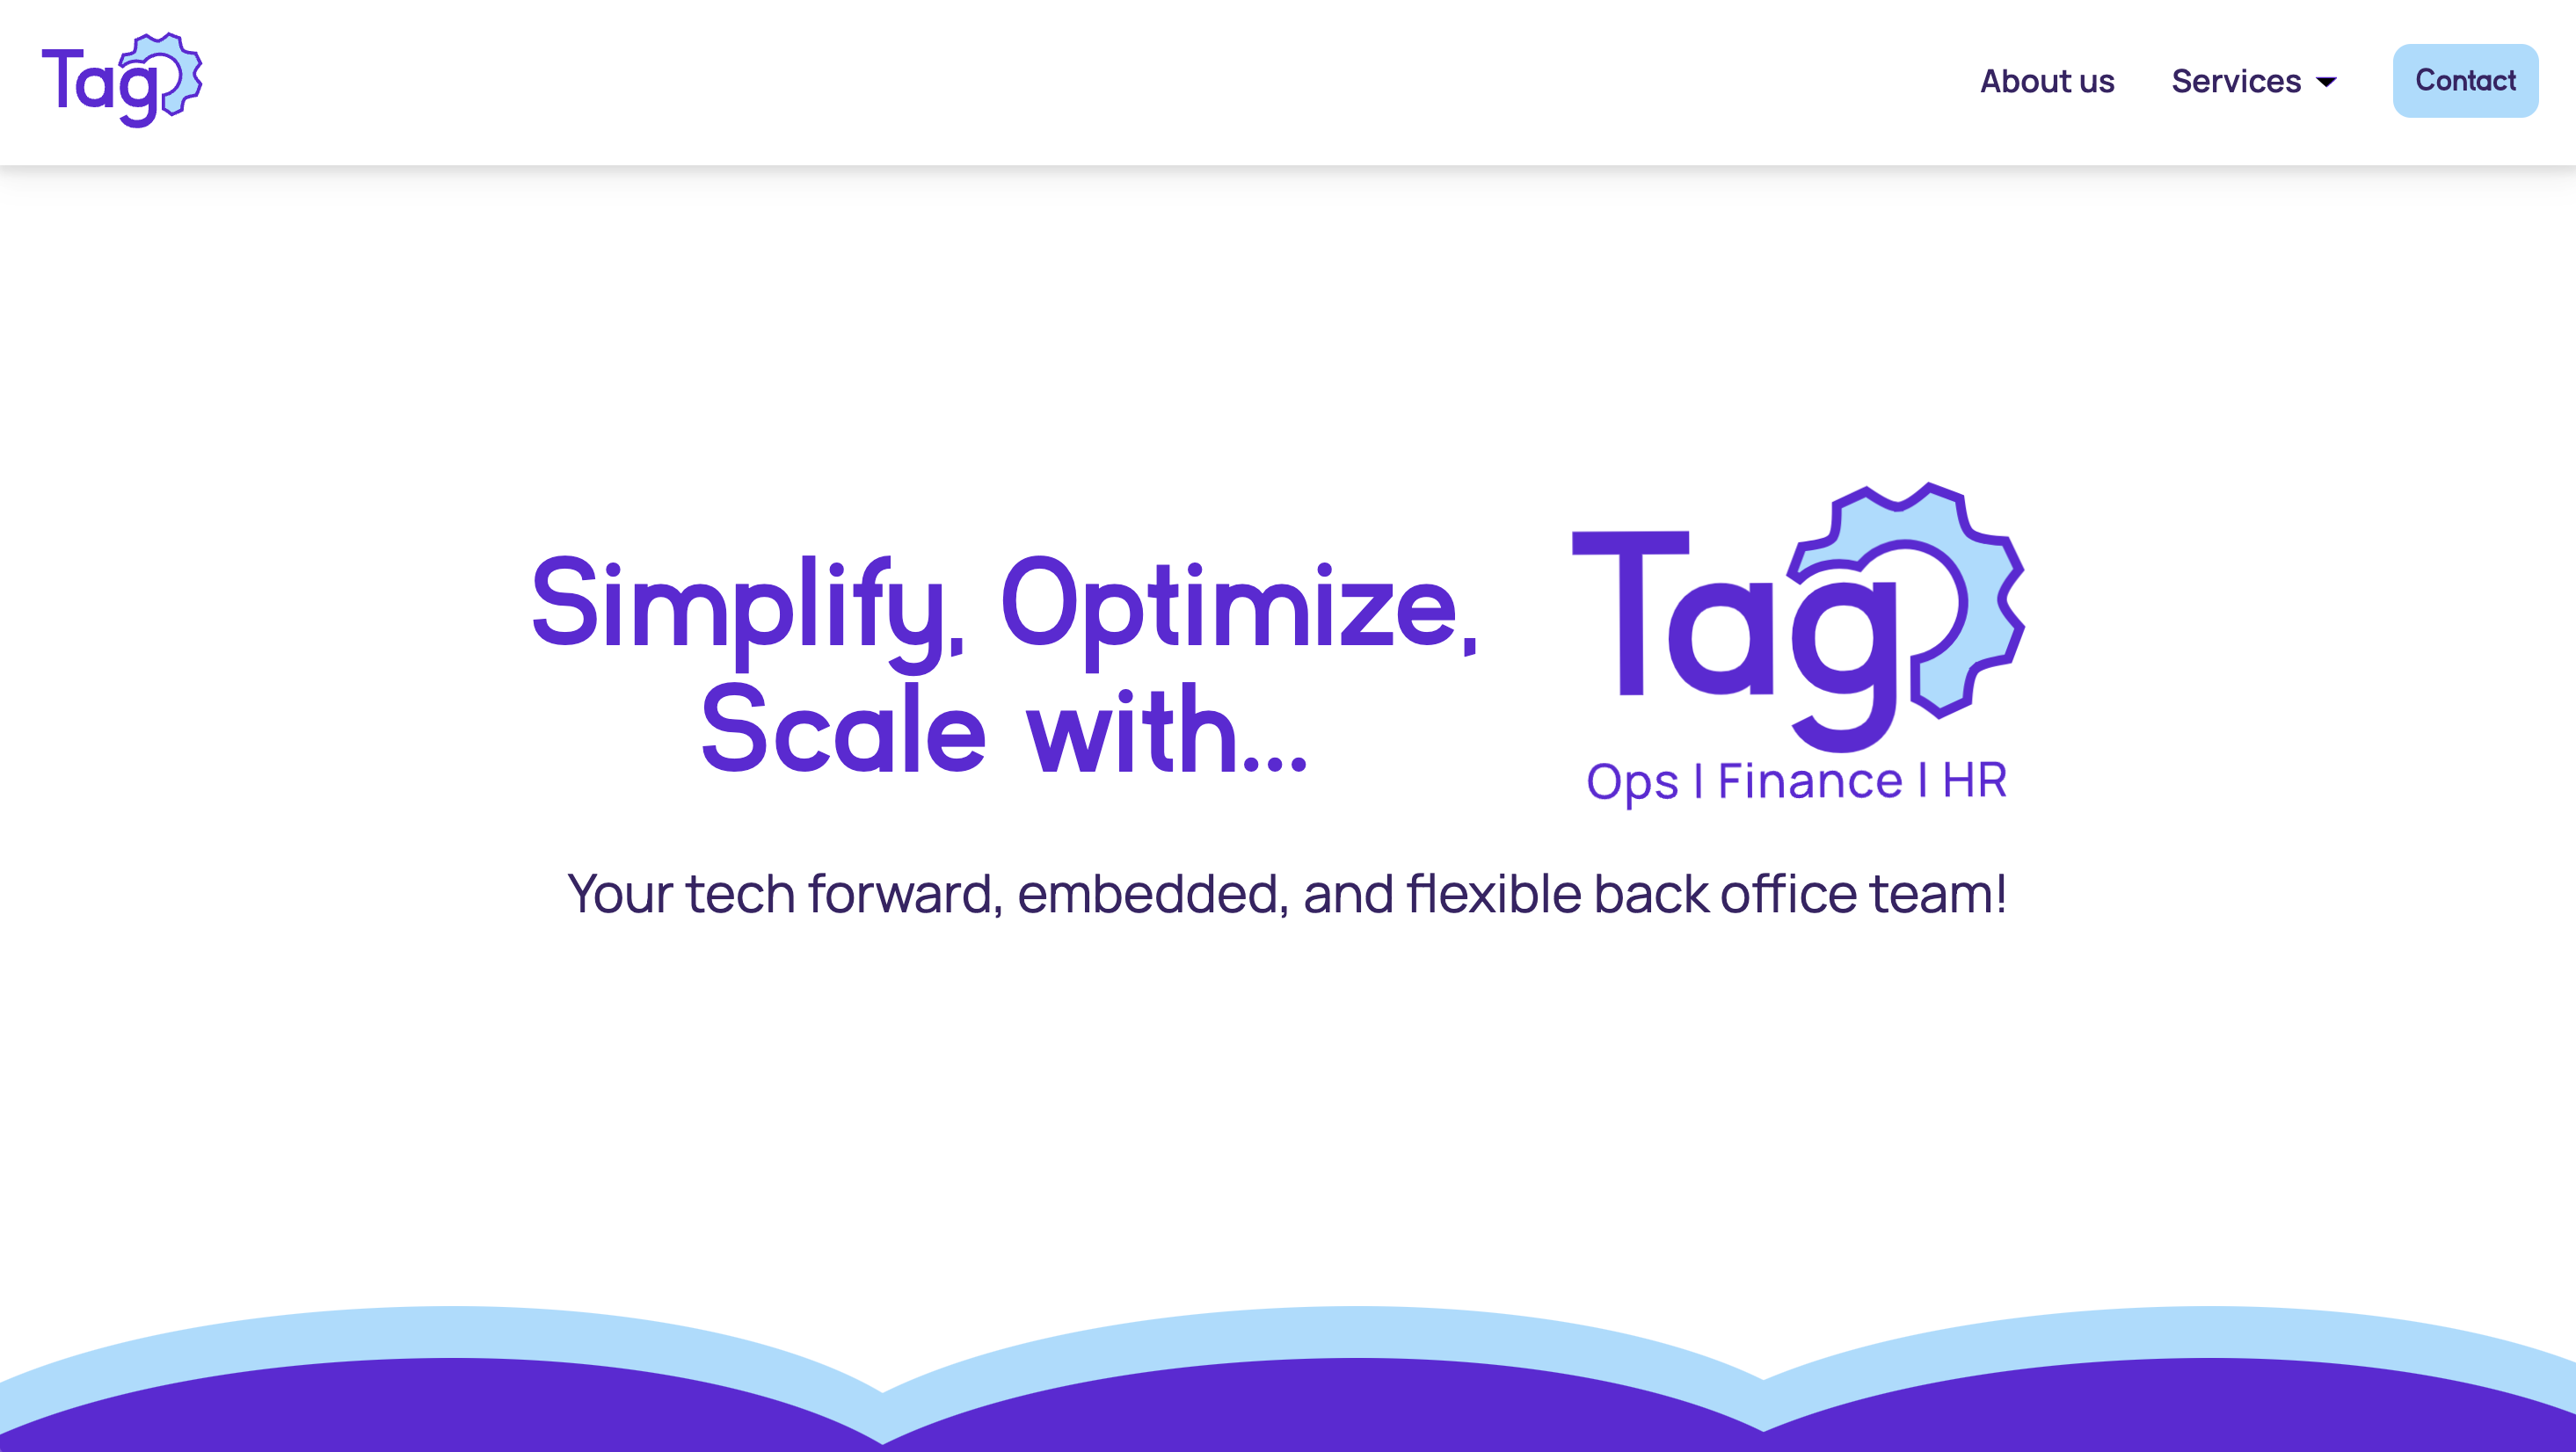 Tag
About us
Services
Contact
Simplify, Optimize,
Scale with...
Tag
Ops | Finance | HR
Your tech forward, embedded, and flexible back office team!